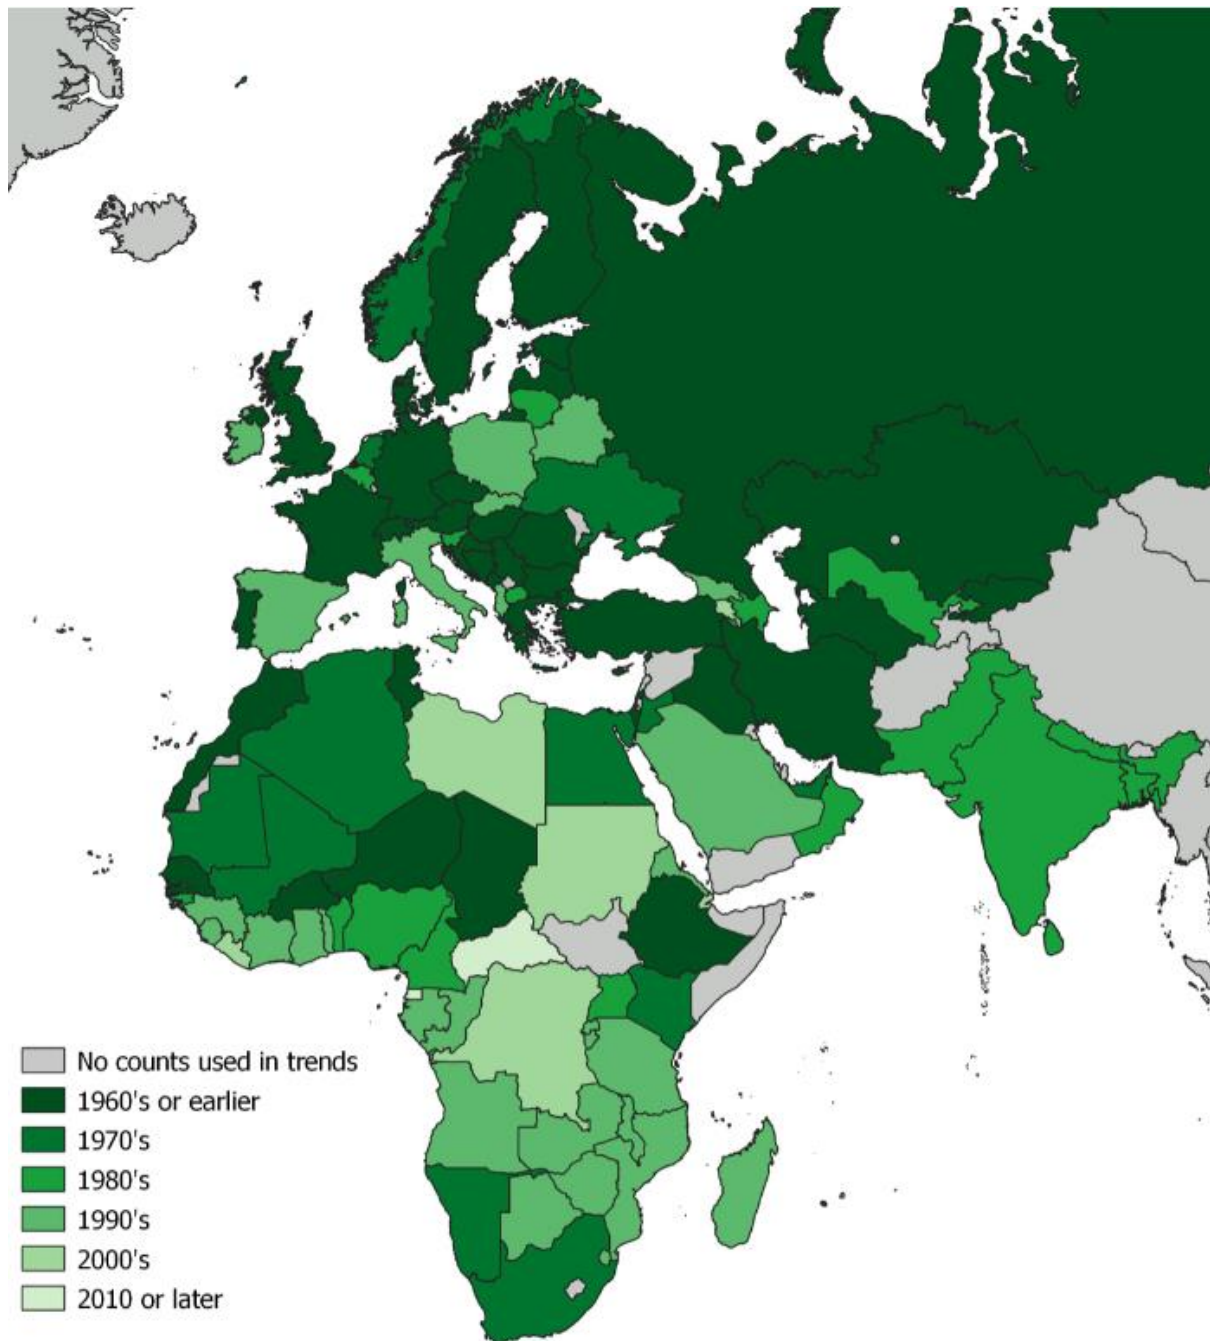 No counts used in trends
1960's or earlier
1970's
1980's
1990's
2000's
2010 or later